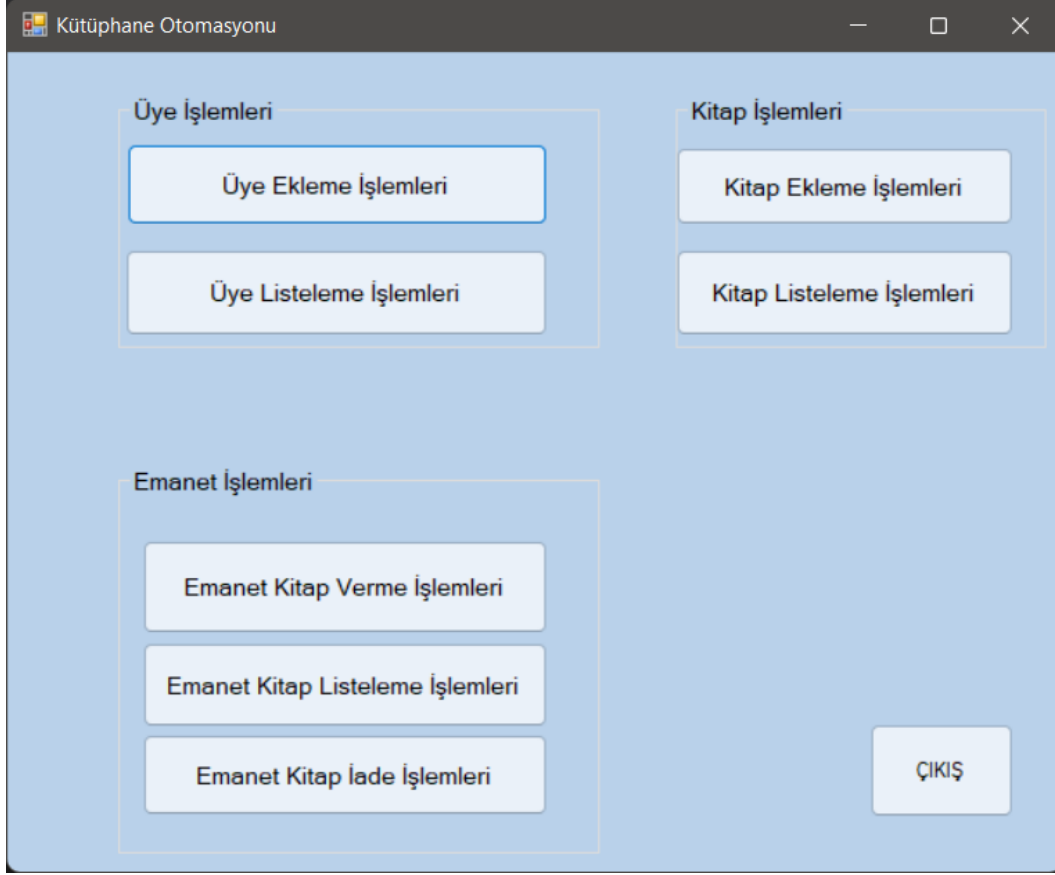 Kütüphane Otomasyonu
Üye İşlemleri
Üye Ekleme İşlemleri
Üye Listeleme İşlemleri
Kitap İşlemleri
Kitap Ekleme İşlemleri
Kitap Listeleme İşlemleri
Emanet İşlemleri
Emanet Kitap Verme İşlemleri
Emanet Kitap Listeleme İşlemleri
Emanet Kitap İade İşlemleri
ÇIKIŞ